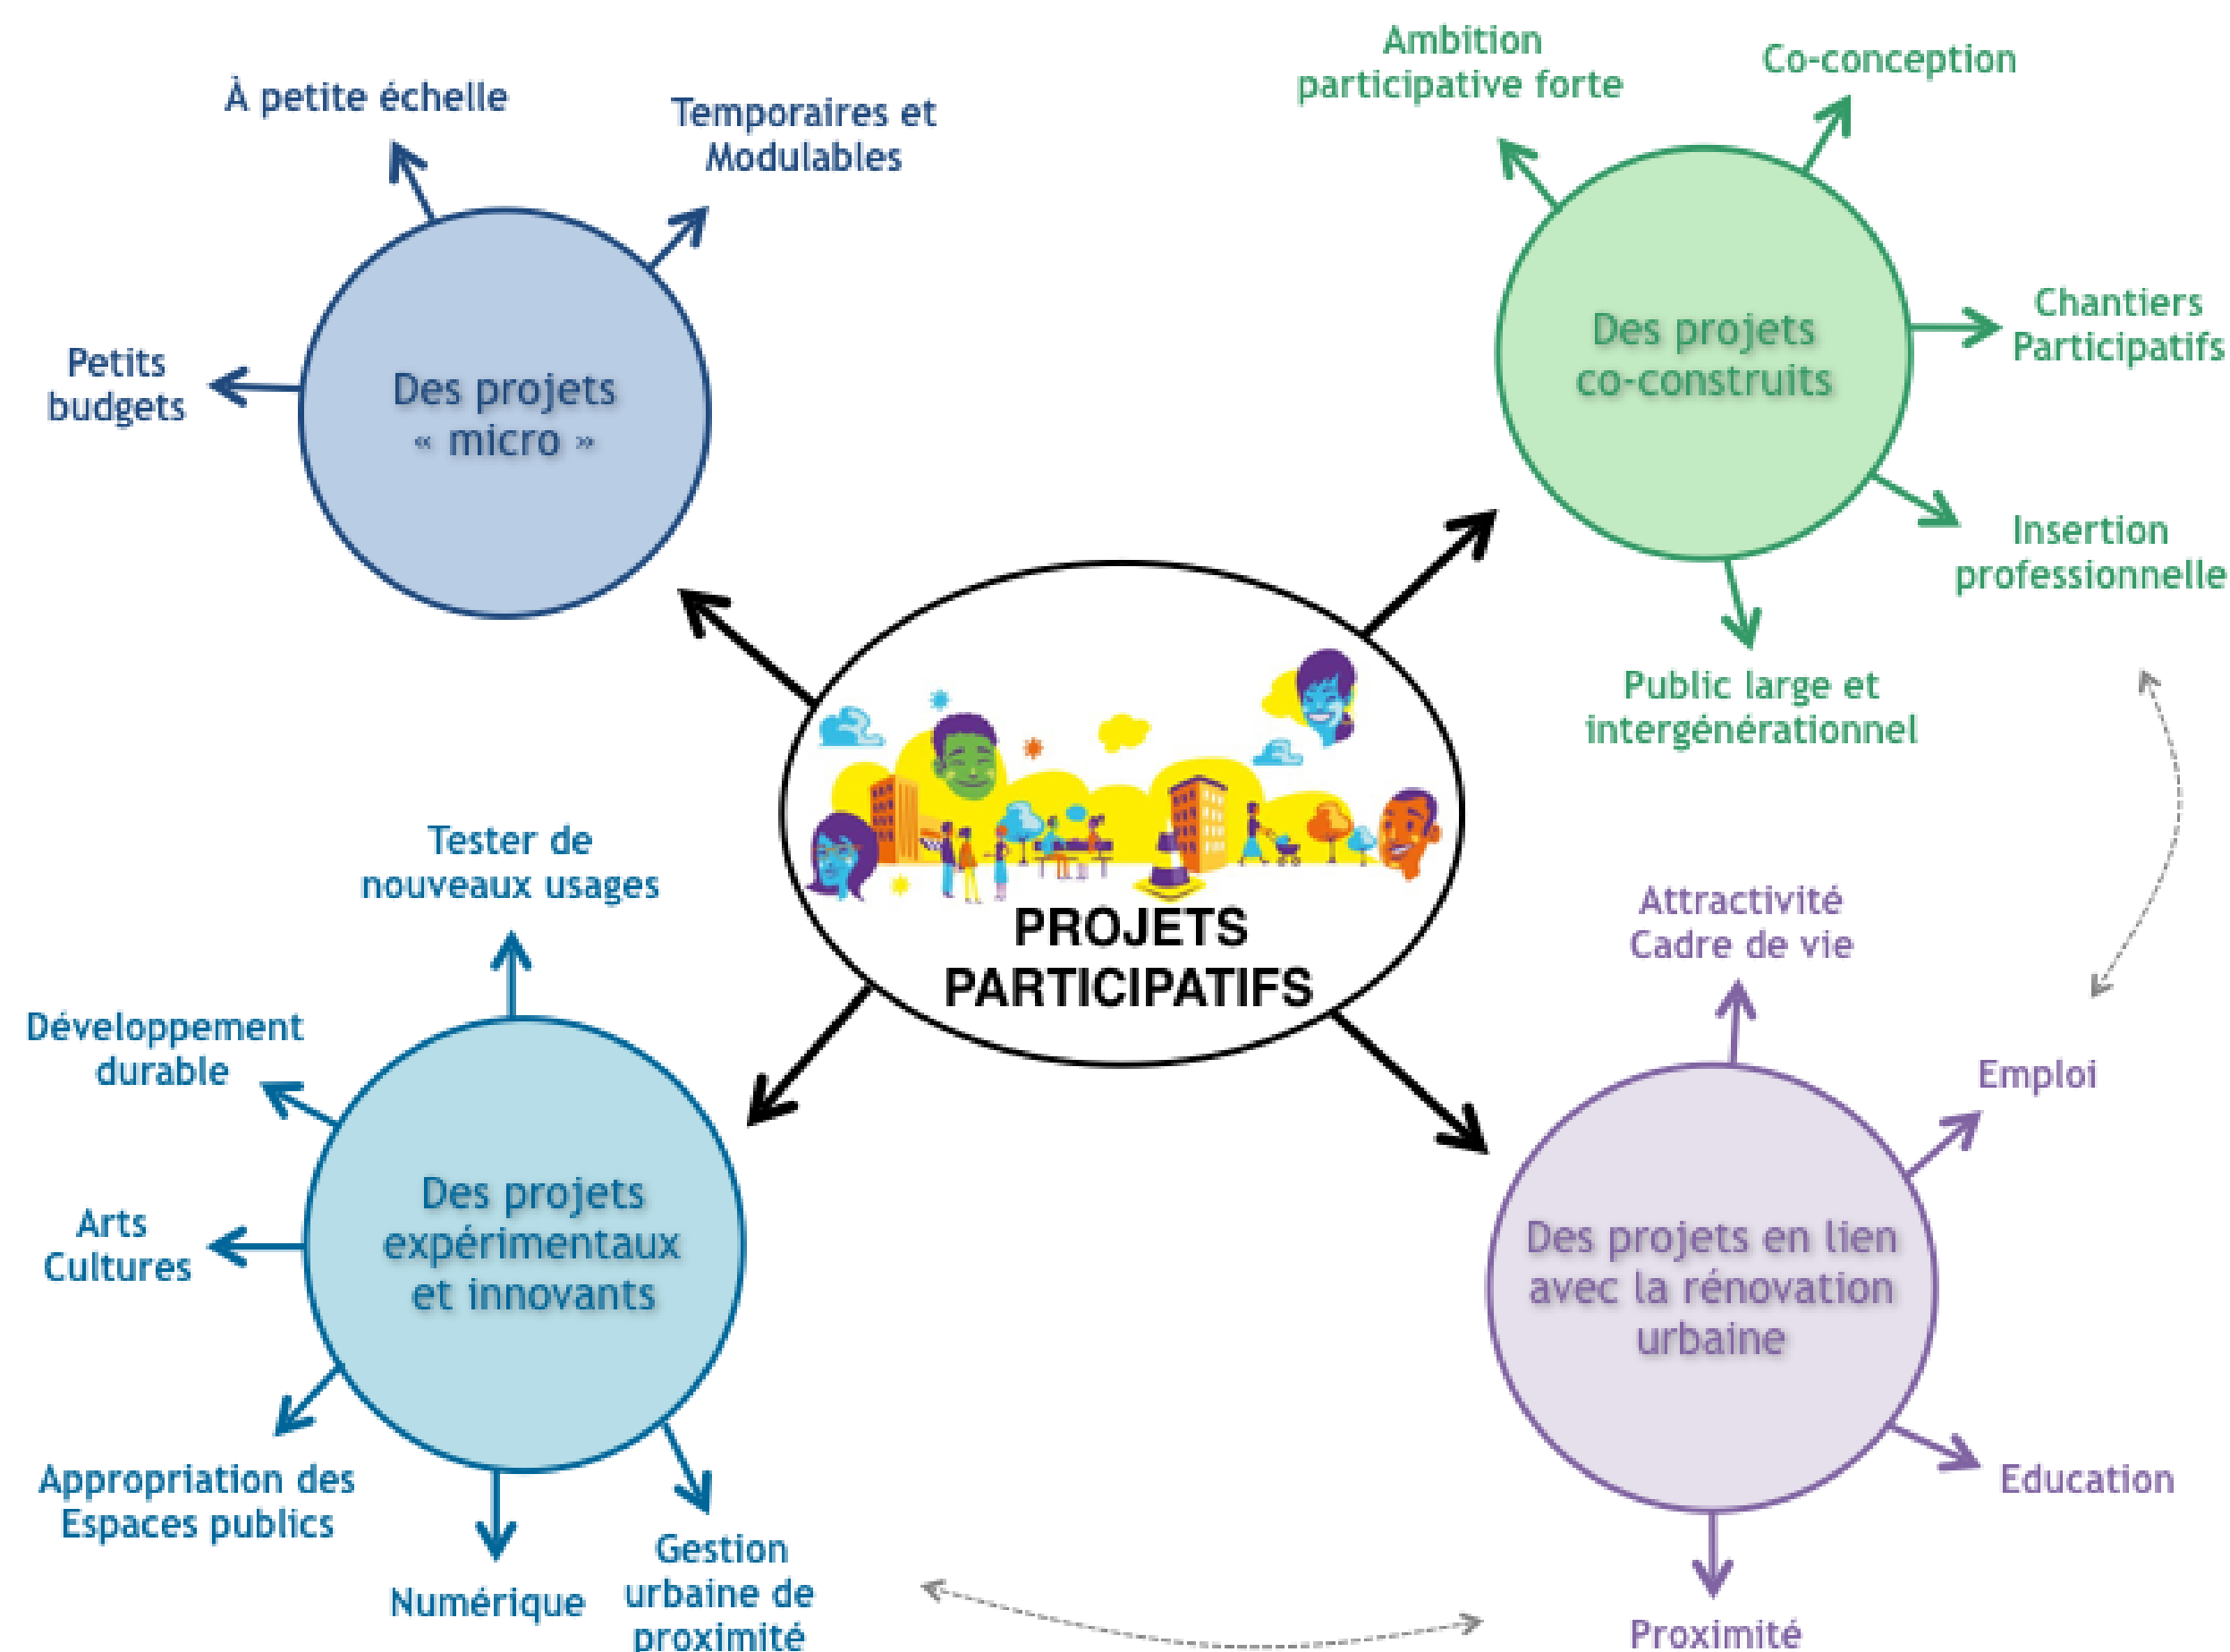 À petite échelle
Temporaires et
Modulables
Petits
budgets
Des projets
« micro »
Ambition
participative forte
Co-conception
Des projets
co-construits
Chantiers
Participatifs
Insertion
professionnelle
Public large et
intergénérationnel
PROJETS
PARTICIPATIFS
Tester de
nouveaux usages
Développement
durable
Arts
Cultures
Des projets
expérimentaux
et innovants
Appropriation des
Espaces publics
Numérique
Gestion
urbaine de
proximité
Attractivité
Cadre de vie
Emploi
Des projets en lien
avec la rénovation
urbaine
Education
Proximité